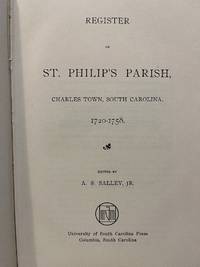 REGISTER
OF
ST. PHILIP'S PARISH,
CHARLES TOWN, SOUTH CAROLINA,
1720-1758.
EDITED BY
A. S. SALLEY, JR.
University of South Carolina Press
Columbia, South Carolina